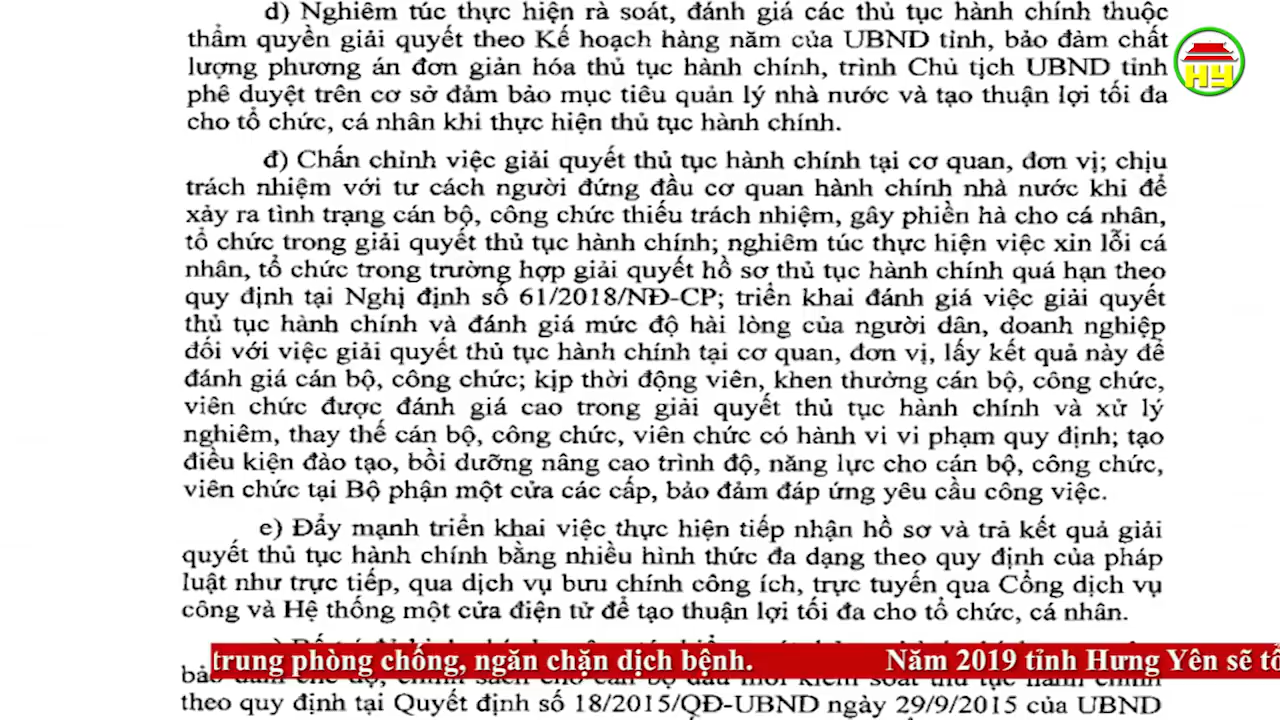 d) Nghiêm túc thực hiện rà soát, đánh giá các thủ tục hành chính thuộc
thẩm quyền giải quyết theo Kế hoạch hàng năm của UBND tỉnh, bảo đảm chất
lượng phương án đơn giản hóa thủ tục hành chính, trình Chủ tịch UBND tỉnh
phê duyệt trên cơ sở đảm bảo mục tiêu quản lý nhà nước và tạo thuận lợi tối đa
cho tổ chức, cá nhân khi thực hiện thủ tục hành chính.
HY
đ) Chấn chỉnh việc giải quyết thủ tục hành chính tại cơ quan, đơn vị; chịu
trách nhiệm với tư cách người đứng đầu cơ quan hành chính nhà nước khi để
xảy ra tình trạng cán bộ, công chức thiếu trách nhiệm, gây phiền hà cho cá nhân,
tổ chức trong giải quyết thủ tục hành chính; nghiêm túc thực hiện việc xin lỗi cá
nhân, tổ chức trong trường hợp giải quyết hồ sơ thủ tục hành chính quá hạn theo
quy định tại Nghị định số 61/2018/NĐ-CP; triển khai đánh giá việc giải quyết
thủ tục hành chính và đánh giá mức độ hài lòng của người dân, doanh nghiệp
đối với việc giải quyết thủ tục hành chính tại cơ quan, đơn vị, lấy kết quả này để
đánh giá cán bộ, công chức; kịp thời động viên, khen thưởng cán bộ, công chức,
viên chức được đánh giá cao trong giải quyết thủ tục hành chính và xử lý
nghiêm, thay thế cán bộ, công chức, viên chức có hành vi vi phạm quy định; tạo
điều kiện đào tạo, bồi dưỡng nâng cao trình độ, năng lực cho cán bộ, công chức,
viên chức tại Bộ phận một cửa các cấp, bảo đảm đáp ứng yêu cầu công việc.
e) Đẩy mạnh triển khai việc thực hiện tiếp nhận hồ sơ và trả kết quả giải
quyết thủ tục hành chính bằng nhiều hình thức đa dạng theo quy định của pháp
luật như trực tiếp, qua dịch vụ bưu chính công ích, trực tuyến qua Cổng dịch vụ
công và Hệ thống một cửa điện tử để tạo thuận lợi tối đa cho tổ chức, cá nhân.
trung phòng chống, ngăn chặn dịch bệnh. Năm 2019 tỉnh Hưng Yên sẽ tổ
theo quy định tại Quyết định số 18/2015/QĐ-UBND ngày 29/9/2015 của UBND